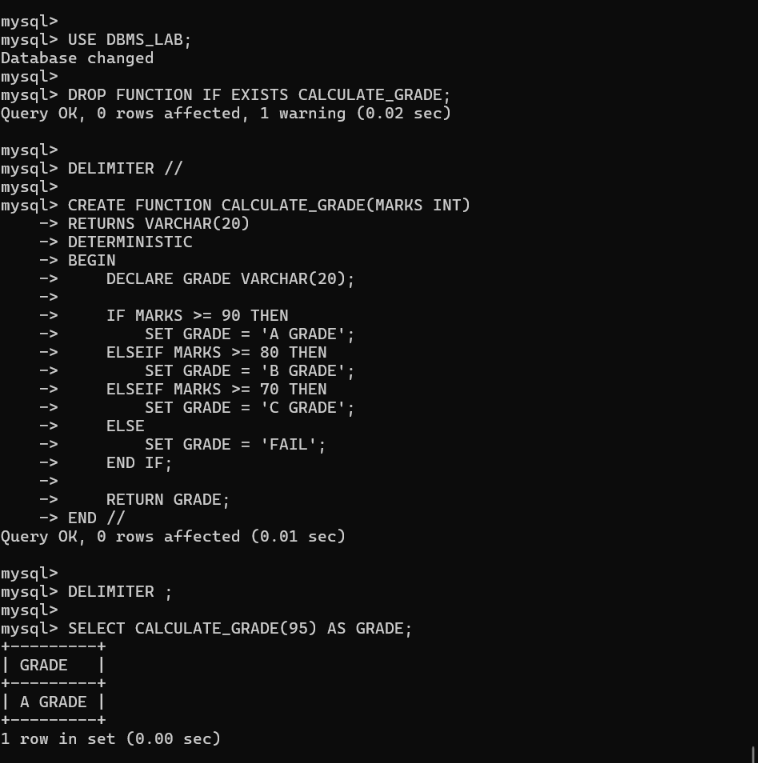 mysql>
mysql> USE DBMS_LAB;
Database changed
mysql>
mysql> DROP FUNCTION IF EXISTS CALCULATE_GRADE;
Query OK, 0 rows affected, 1 warning (0.02 sec)

mysql>
mysql> DELIMITER //
mysql>
mysql> CREATE FUNCTION CALCULATE_GRADE(MARKS INT)
    -> RETURNS VARCHAR(20)
    -> DETERMINISTIC
    -> BEGIN
    ->     DECLARE GRADE VARCHAR(20);
    ->
    ->     IF MARKS >= 90 THEN
    ->         SET GRADE = 'A GRADE';
    ->     ELSEIF MARKS >= 80 THEN
    ->         SET GRADE = 'B GRADE';
    ->     ELSEIF MARKS >= 70 THEN
    ->         SET GRADE = 'C GRADE';
    ->     ELSE
    ->         SET GRADE = 'FAIL';
    ->     END IF;
    ->
    ->     RETURN GRADE;
    -> END //
Query OK, 0 rows affected (0.01 sec)

mysql>
mysql> DELIMITER ;
mysql>
mysql> SELECT CALCULATE_GRADE(95) AS GRADE;
+---------+
| GRADE   |
+---------+
| A GRADE |
+---------+
1 row in set (0.00 sec)